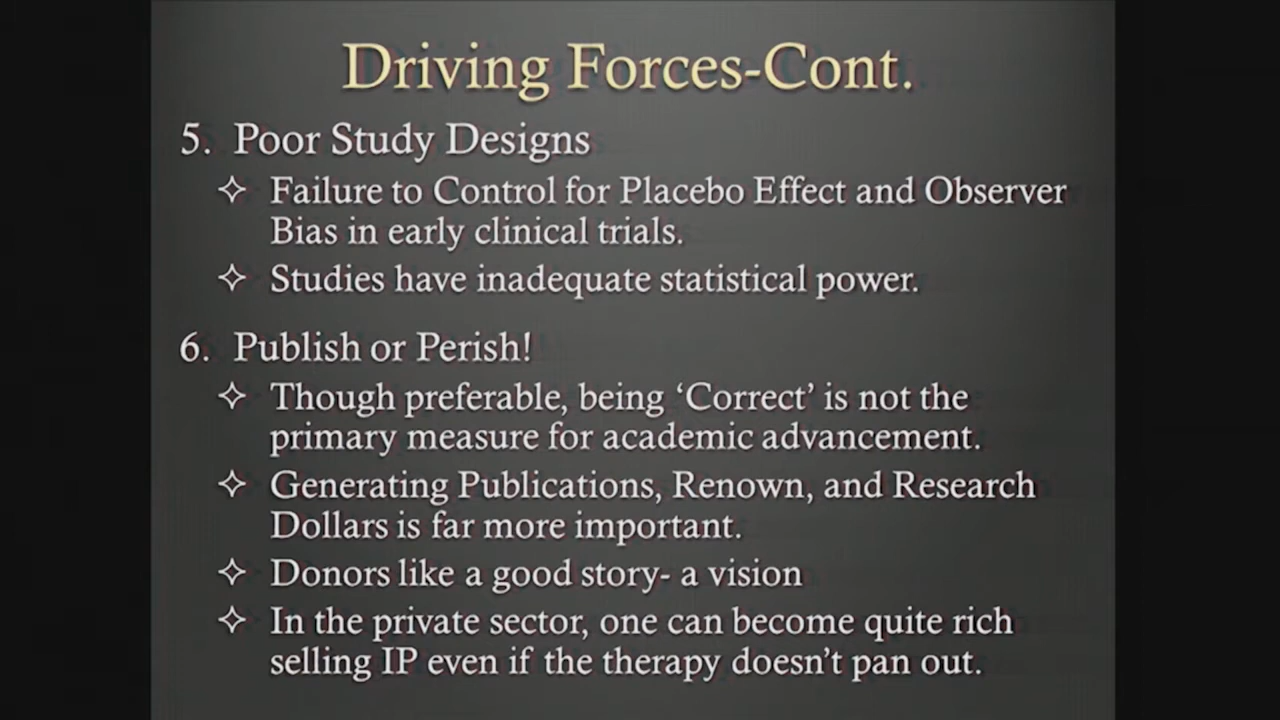 Driving Forces-Cont.
5. Poor Study Designs
✧ Failure to Control for Placebo Effect and Observer
Bias in early clinical trials.
✧ Studies have inadequate statistical power.
6. Publish or Perish!
✧ Though preferable, being ‘Correct’ is not the
primary measure for academic advancement.
✧ Generating Publications, Renown, and Research
Dollars is far more important.
✧ Donors like a good story- a vision
✧ In the private sector, one can become quite rich
selling IP even if the therapy doesn’t pan out.